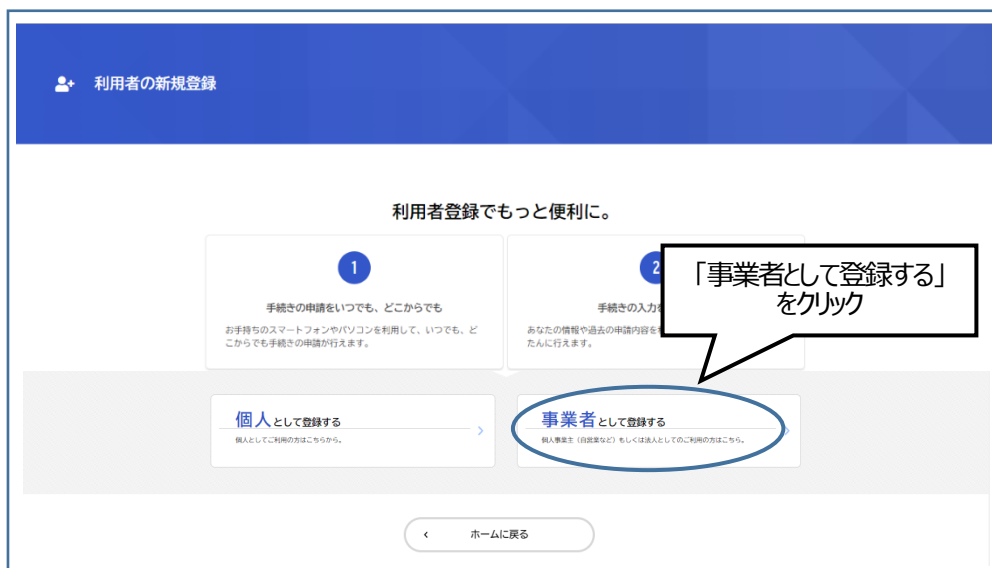 利用者の新規登録
利用者登録でもっと便利に。
1
手続きの申請をいつでも、どこからでも
お手持ちのスマートフォンやパソコンを利用して、いつでも、ど
こからでも手続きの申請が行えます。
2
手続きの入力
あなたの情報や過去の申請内容を
たんに行えます。
「事業者として登録する」
をクリック
個人として登録する
個人としてご利用の方はこちらから。
事業者として登録する
個人事業主（自営業など）もしくは法人としてのご利用の方はこちら。
ホームに戻る